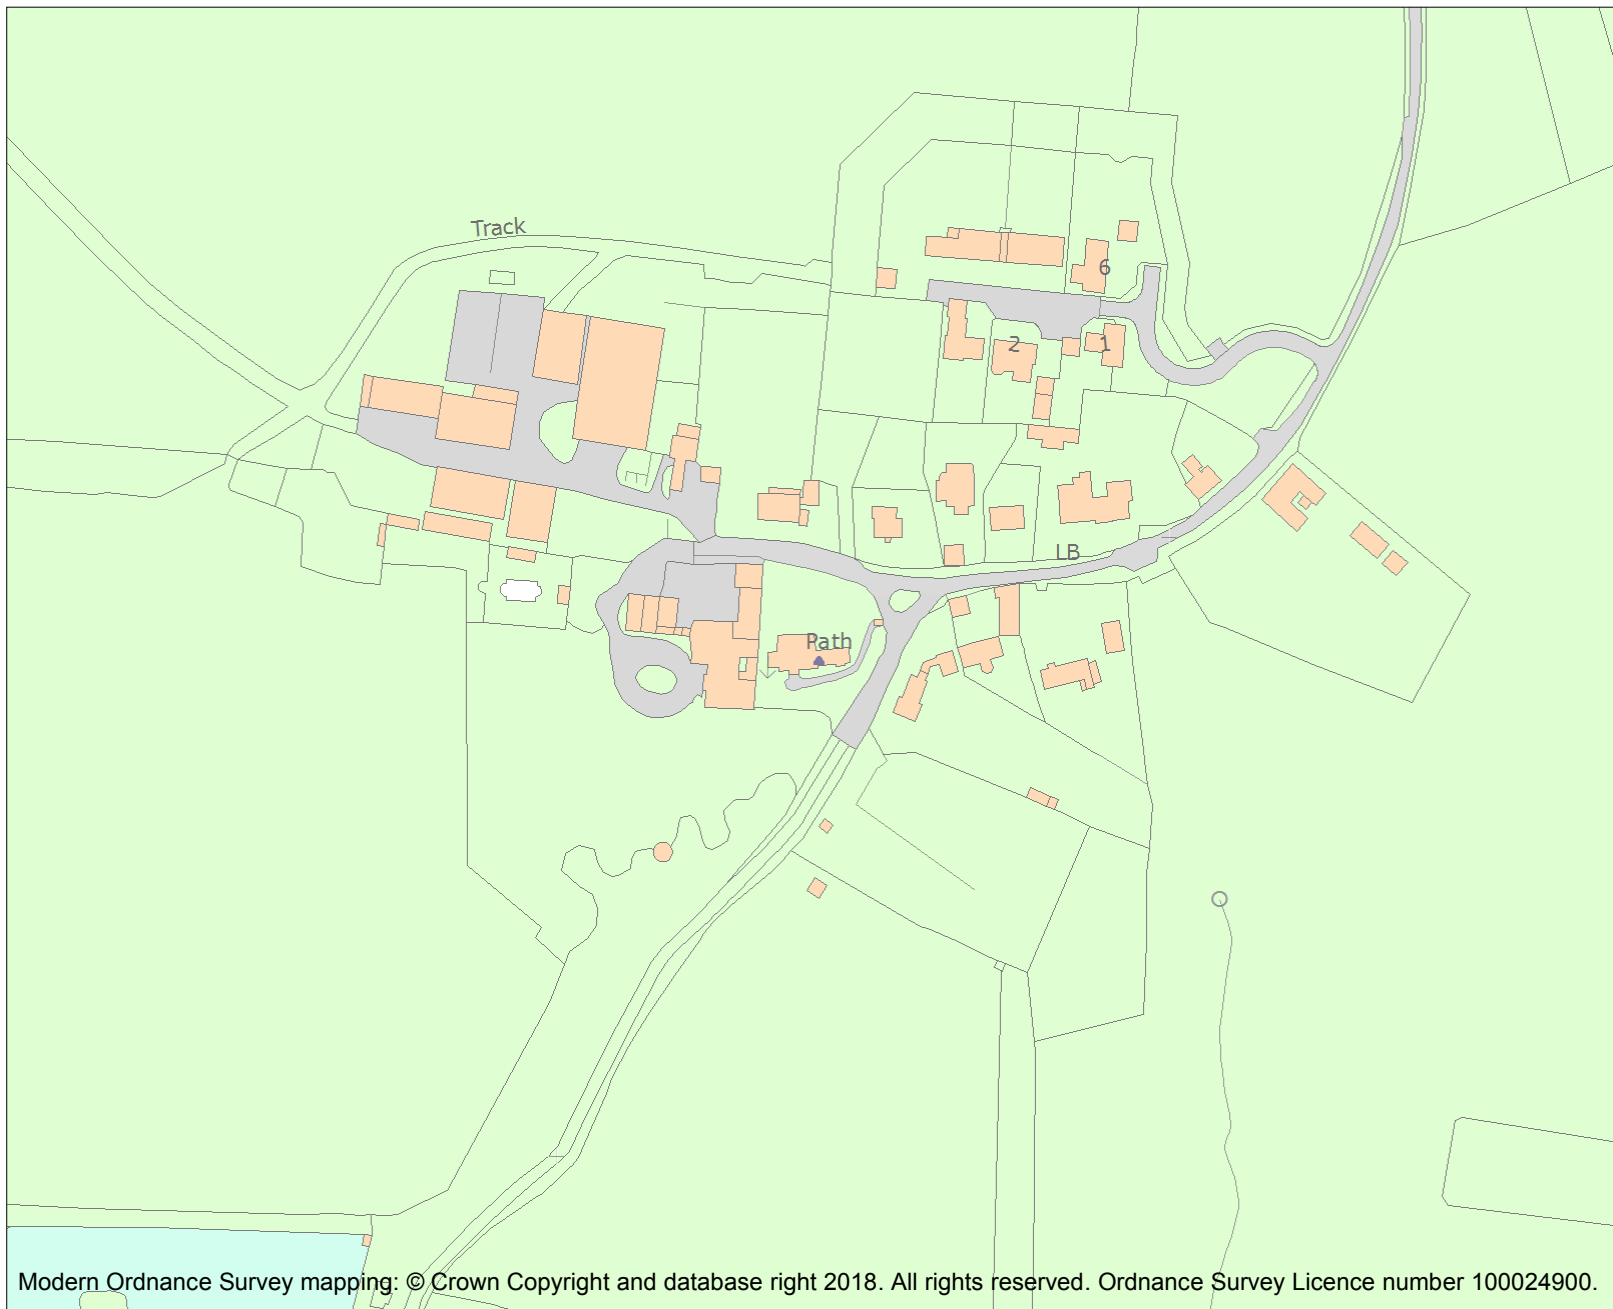 Track
6
2
1
LB
Path
Modern Ordnance Survey mapping: © Crown Copyright and database right 2018. All rights reserved. Ordnance Survey Licence number 100024900.